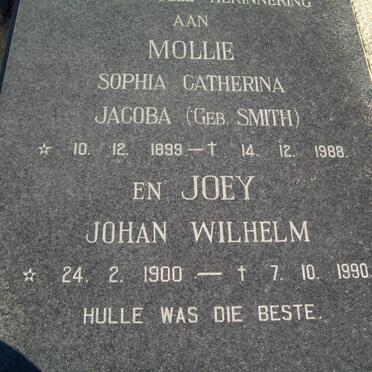 HERINNERING
AAN
MOLLIE
SOPHIA CATHERINA
JACOBA (GEB. SMITH)
☆ 10. 12. 1899 — † 14. 12. 1988.
EN JOEY
JOHAN WILHELM
☆ 24. 2. 1900 — † 7. 10. 1990.
HULLE WAS DIE BESTE.